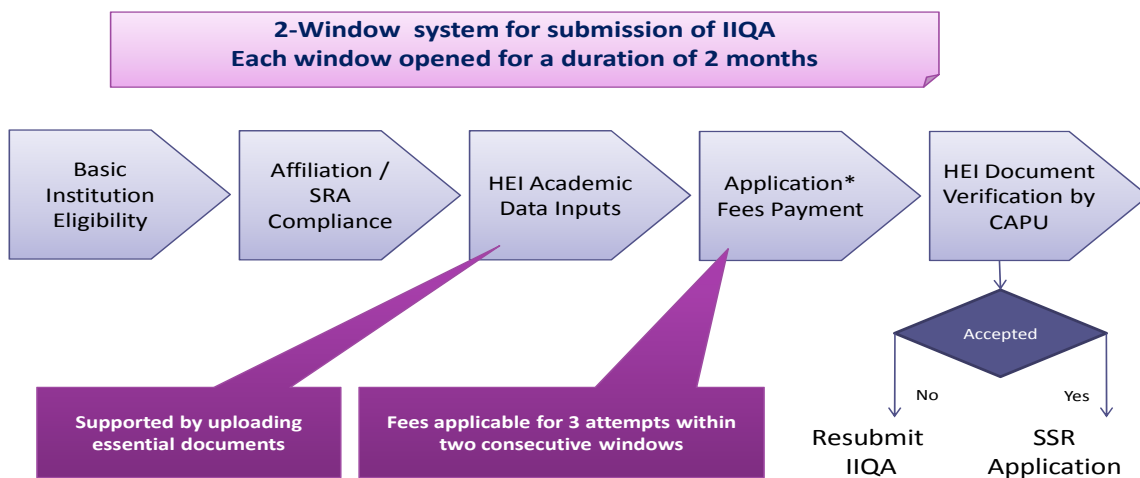 2-Window system for submission of IIQA
Each window opened for a duration of 2 months
Basic
Institution
Eligibility
Affiliation /
SRA
Compliance
HEI Academic
Data Inputs
Application*
Fees Payment
HEI Document
Verification by
CAPU
Accepted
No
Yes
Supported by uploading
essential documents
Fees applicable for 3 attempts within
two consecutive windows
Resubmit
IIQA
SSR
Application